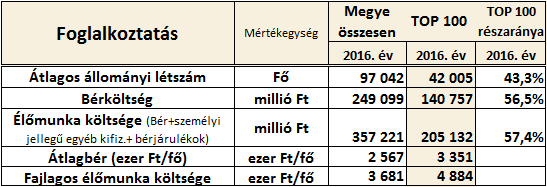 Foglalkoztatás Mértékegység Megye összesen TOP 100 TOP 100 részaránya
2016. év 2016. év 2016. év
Átlagos állományi létszám Fő 97 042 42 005 43,3%
Bérköltség millió Ft 249 099 140 757 56,5%
Élőmunka költsége (Bér+személyi
jellegű egyéb kifiz.+ bérjárulékok) millió Ft 357 221 205 132 57,4%
Átlagbér (ezer Ft/fő) ezer Ft/fő 2 567 3 351
Fajlagos élőmunka költsége ezer Ft/fő 3 681 4 884